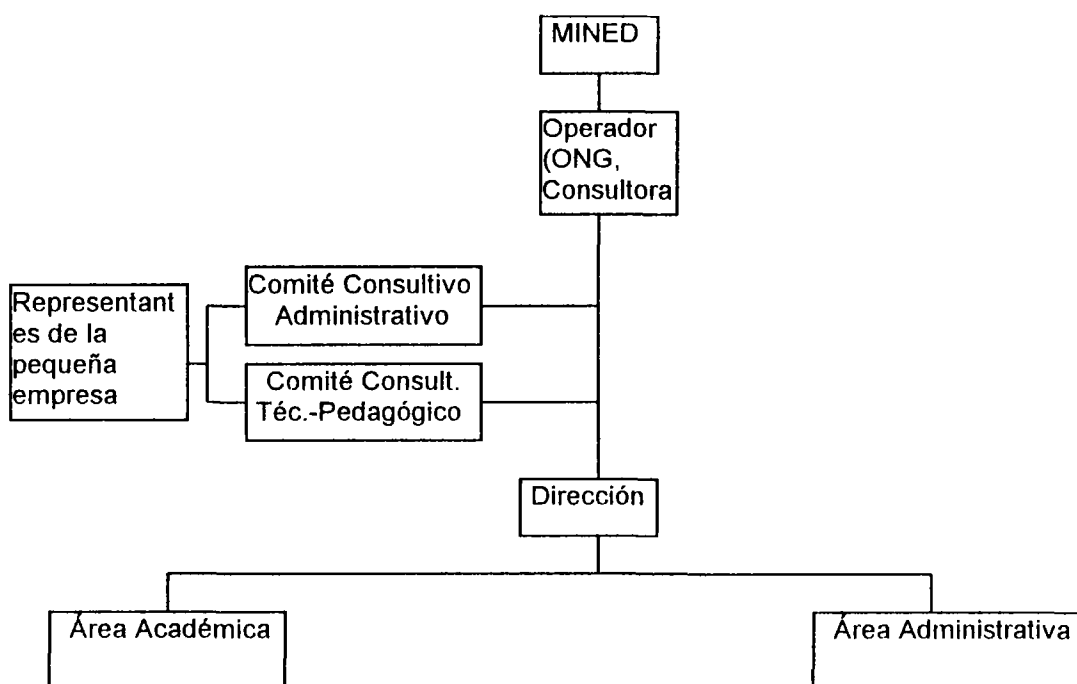 MINED
Operador
(ONG,
Consultora
Comité Consultivo
Administrativo
Representant
es de la
pequeña
empresa
Comité Consult.
Téc.-Pedagógico
Dirección
Área Académica
Área Administrativa